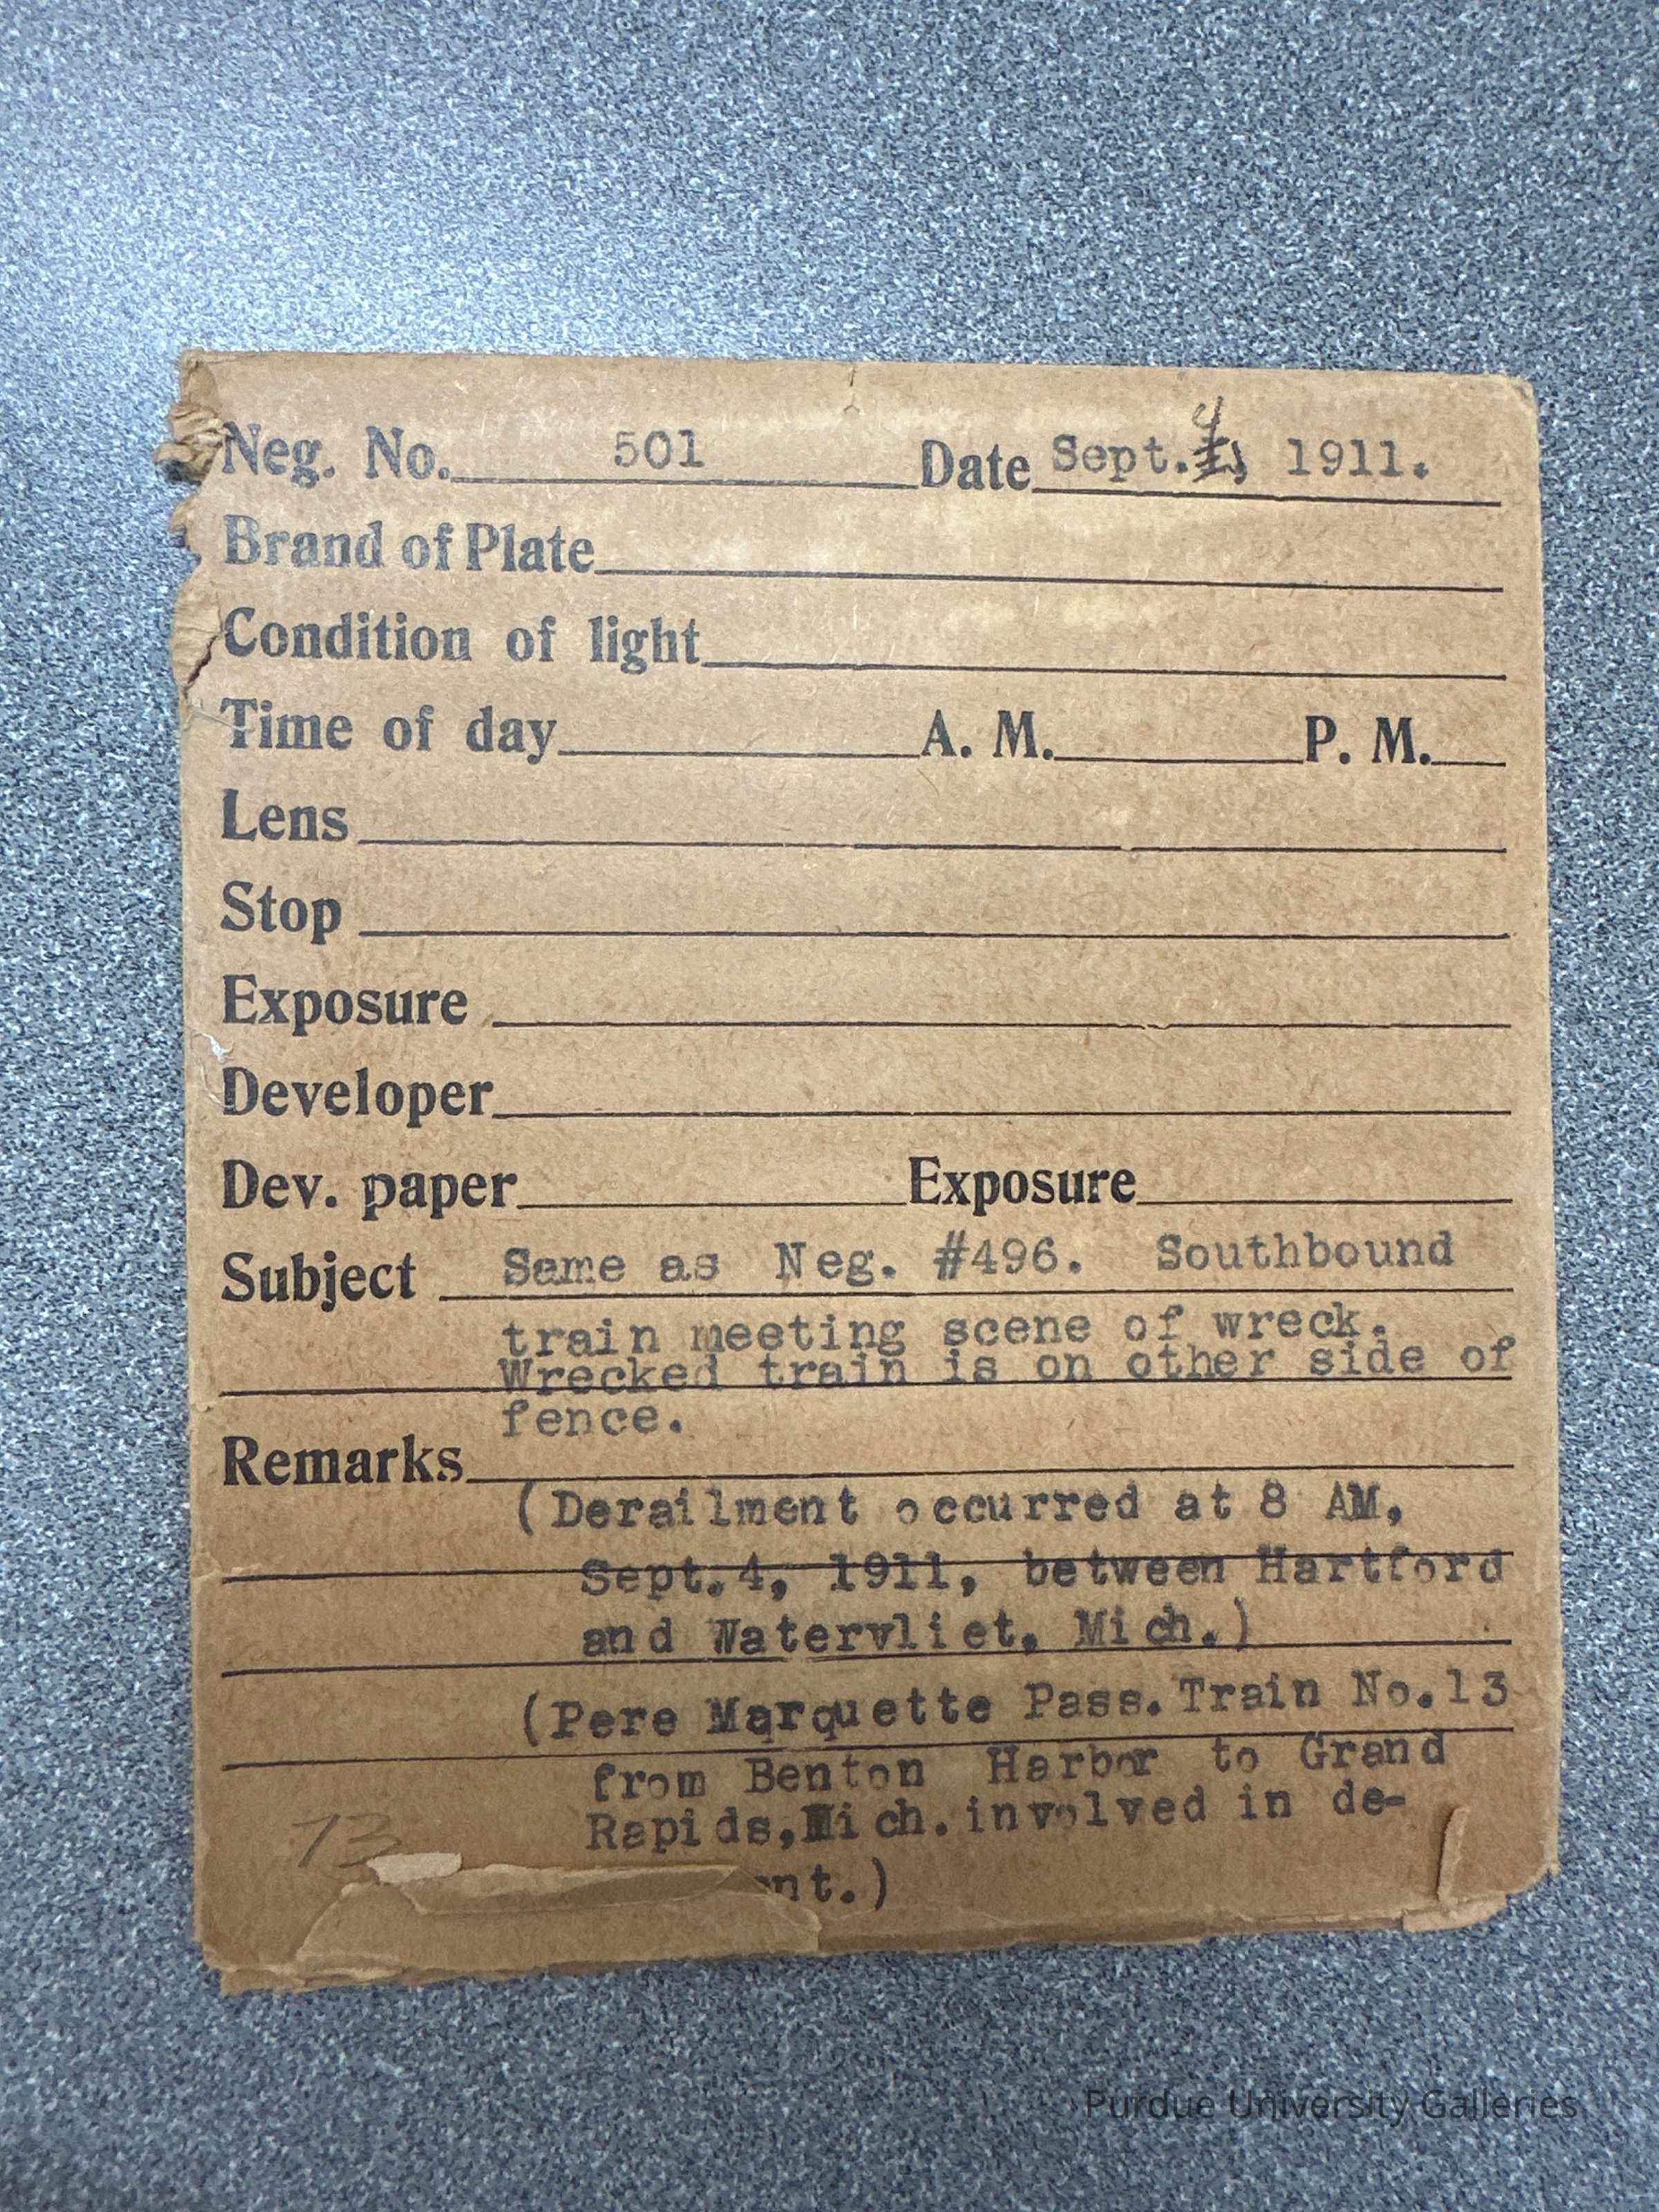 Neg. No. 501 Date Sept. 4, 1911.
Brand of Plate
Condition of light
Time of day A. M. P. M.
Lens
Stop
Exposure
Developer
Dev. paper Exposure
Subject Same as Neg. #496. Southbound
train meeting scene of wreck.
Wrecked train is on other side of
fence.
Remarks
(Derailment occurred at 8 AM,
Sept.4, 1911, between Hartford
and Watervliet, Mich.)
(Pere Marquette Pass. Train No.13
from Benton Harbor to Grand
Rapids,Mich.involved in de-
nt.)
73
Purdue University Galleries